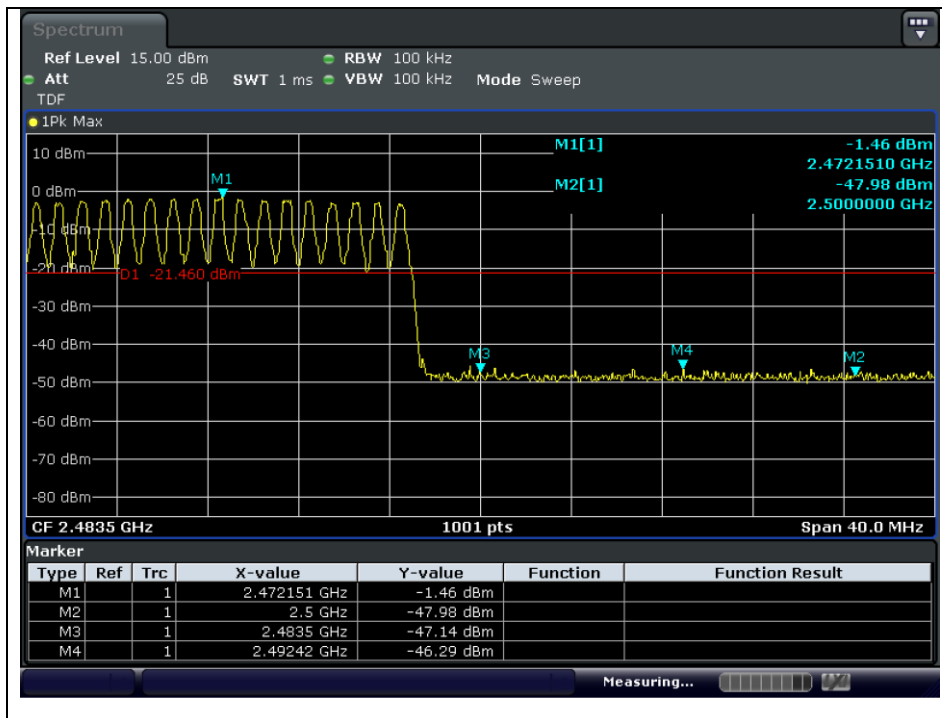 Spectrum
Ref Level 15.00 dBm RBW 100 kHz
Att 25 dB SWT 1 ms VBW 100 kHz Mode Sweep
TDF
1Pk Max
M1[1] -1.46 dBm
2.4721510 GHz
M2[1] -47.98 dBm
2.5000000 GHz
10 dBm
M1
0 dBm
-10 dBm
-20 dBm
D1 -21.460 dBm
-30 dBm
-40 dBm
M3
M4
M2
-50 dBm
-60 dBm
-70 dBm
-80 dBm
CF 2.4835 GHz 1001 pts Span 40.0 MHz
Marker
Type Ref Trc X-value Y-value Function Function Result
M1 1 2.472151 GHz -1.46 dBm
M2 1 2.5 GHz -47.98 dBm
M3 1 2.4835 GHz -47.14 dBm
M4 1 2.49242 GHz -46.29 dBm
Measuring...